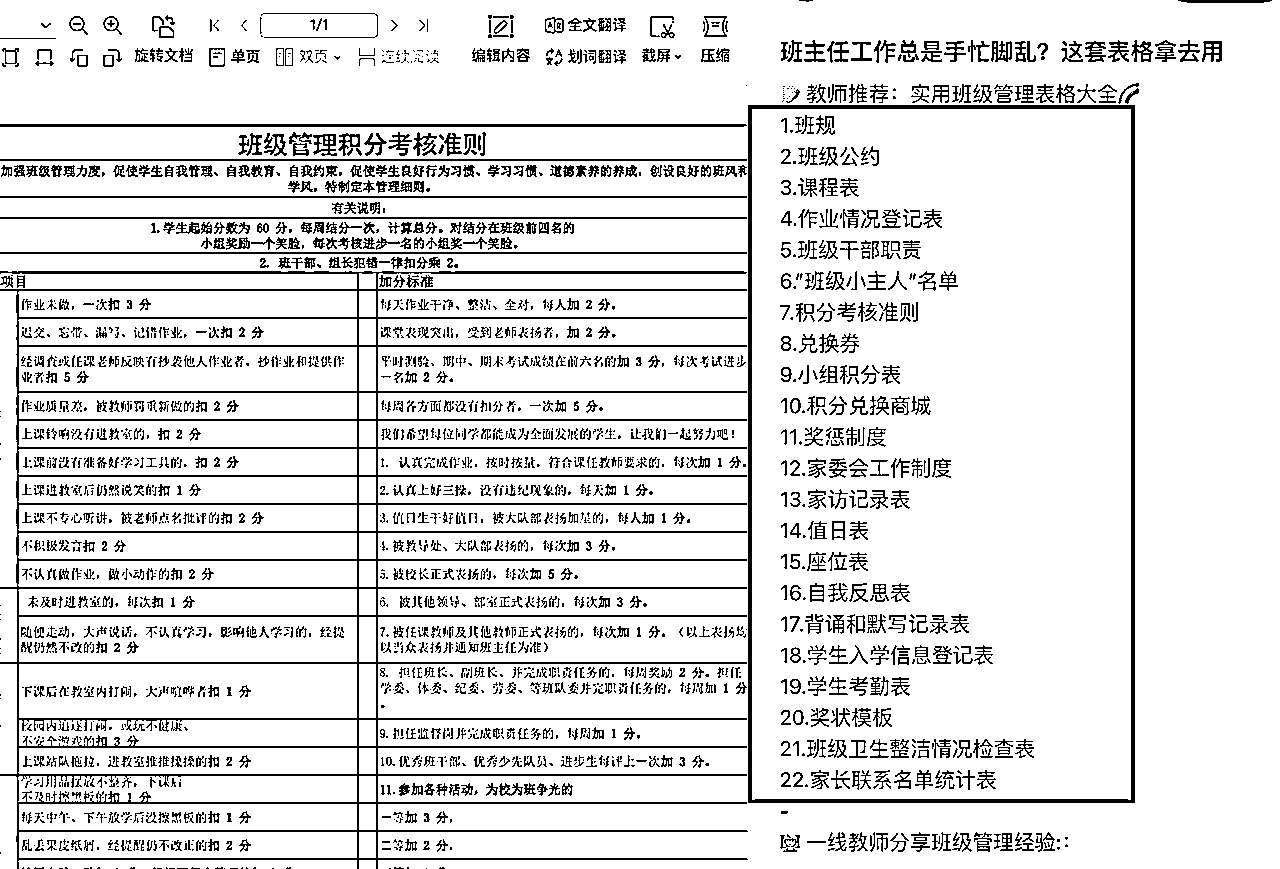 1/1
全文翻译
旋转文档
单页
双页
连续阅读
编辑内容
划词翻译
截屏
压缩
班级管理积分考核准则
加强班级管理力度，促使学生自我管理、自我教育、自我约束，促使学生良好行为习惯、学习习惯、道德素养的养成，创设良好的班风和
学风，特制定本管理细则。
有关说明：
1.学生起始分数为 60 分，每周结分一次，计算总分。对结分在班级前四名的
小组奖励一个笑脸，每次考核进步一名的小组奖一个笑脸。
2. 班干部、组长犯错一律扣分乘 2。
项目
加分标准
作业未做，一次扣 3 分
每天作业干净、整洁、全对，每人加 2 分。
迟交、忘带、漏写、记错作业，一次扣 2 分
课堂表现突出，受到老师表扬者，加 2 分。
经调查或任课老师反映有抄袭他人作业者，抄作业和提供作
业者扣 5 分
平时测验、期中、期末考试成绩在前六名的加 3 分，每次考试进步
一名加 2 分。
作业质量差，被教师罚重新做的扣 2 分
每周各方面都没有扣分者，一次加 5 分。
上课铃响没有进教室的，扣 2 分
我们希望每位同学都能成为全面发展的学生，让我们一起努力吧！
上课前没有准备好学习工具的，扣 2 分
1. 认真完成作业，按时按量，符合课任教师要求的，每次加 1 分。
上课进教室后仍然说笑的扣 1 分
2.认真上好三操，没有违纪现象的，每天加 1 分。
上课不专心听讲，被老师点名批评的扣 2 分
3.值日生干好值日，被大队部表扬加星的，每人加 1 分。
不积极发言扣 2 分
4.被教导处、大队部表扬的，每次加 3 分。
不认真做作业，做小动作的扣 2 分
5.被校长正式表扬的，每次加 5 分。
未及时进教室的，每次扣 1 分
6. 被其他领导、部室正式表扬的，每次加 3 分。
随便走动，大声说话，不认真学习，影响他人学习的，经提
醒仍然不改的扣 2 分
7.被任课教师及其他教师正式表扬的，每次加 1 分。（以上表扬均
以当众表扬并通知班主任为准）
下课后在教室内打闹，大声喧哗者扣 1 分
8. 担任班长、副班长、并完成职责任务的，每周奖励 2 分。担任
学委、体委、纪委、劳委、等班队委并完职责任务的，每周加 1 分
。
校园内追逐打闹，或玩不健康、
不安全游戏的扣 3 分
9.担任监督岗并完成职责任务的，每周加 1 分。
上课站队拖拉，进教室推推搡搡的扣 2 分
10.优秀班干部、优秀少先队员、进步生每评上一次加 3 分。
学习用品摆放不整齐，下课后
不及时擦黑板的扣 1 分
11.参加各种活动，为校为班争光的
每天中午、下午放学后没擦黑板的扣 1 分
一等加 3 分，
乱丢果皮纸屑，经提醒仍不改正的扣 2 分
二等加 2 分，
班主任工作总是手忙脚乱？这套表格拿去用
教师推荐：实用班级管理表格大全
1.班规
2.班级公约
3.课程表
4.作业情况登记表
5.班级干部职责
6."班级小主人"名单
7.积分考核准则
8.兑换券
9.小组积分表
10.积分兑换商城
11.奖惩制度
12.家委会工作制度
13.家访记录表
14.值日表
15.座位表
16.自我反思表
17.背诵和默写记录表
18.学生入学信息登记表
19.学生考勤表
20.奖状模板
21.班级卫生整洁情况检查表
22.家长联系名单统计表
-
一线教师分享班级管理经验::